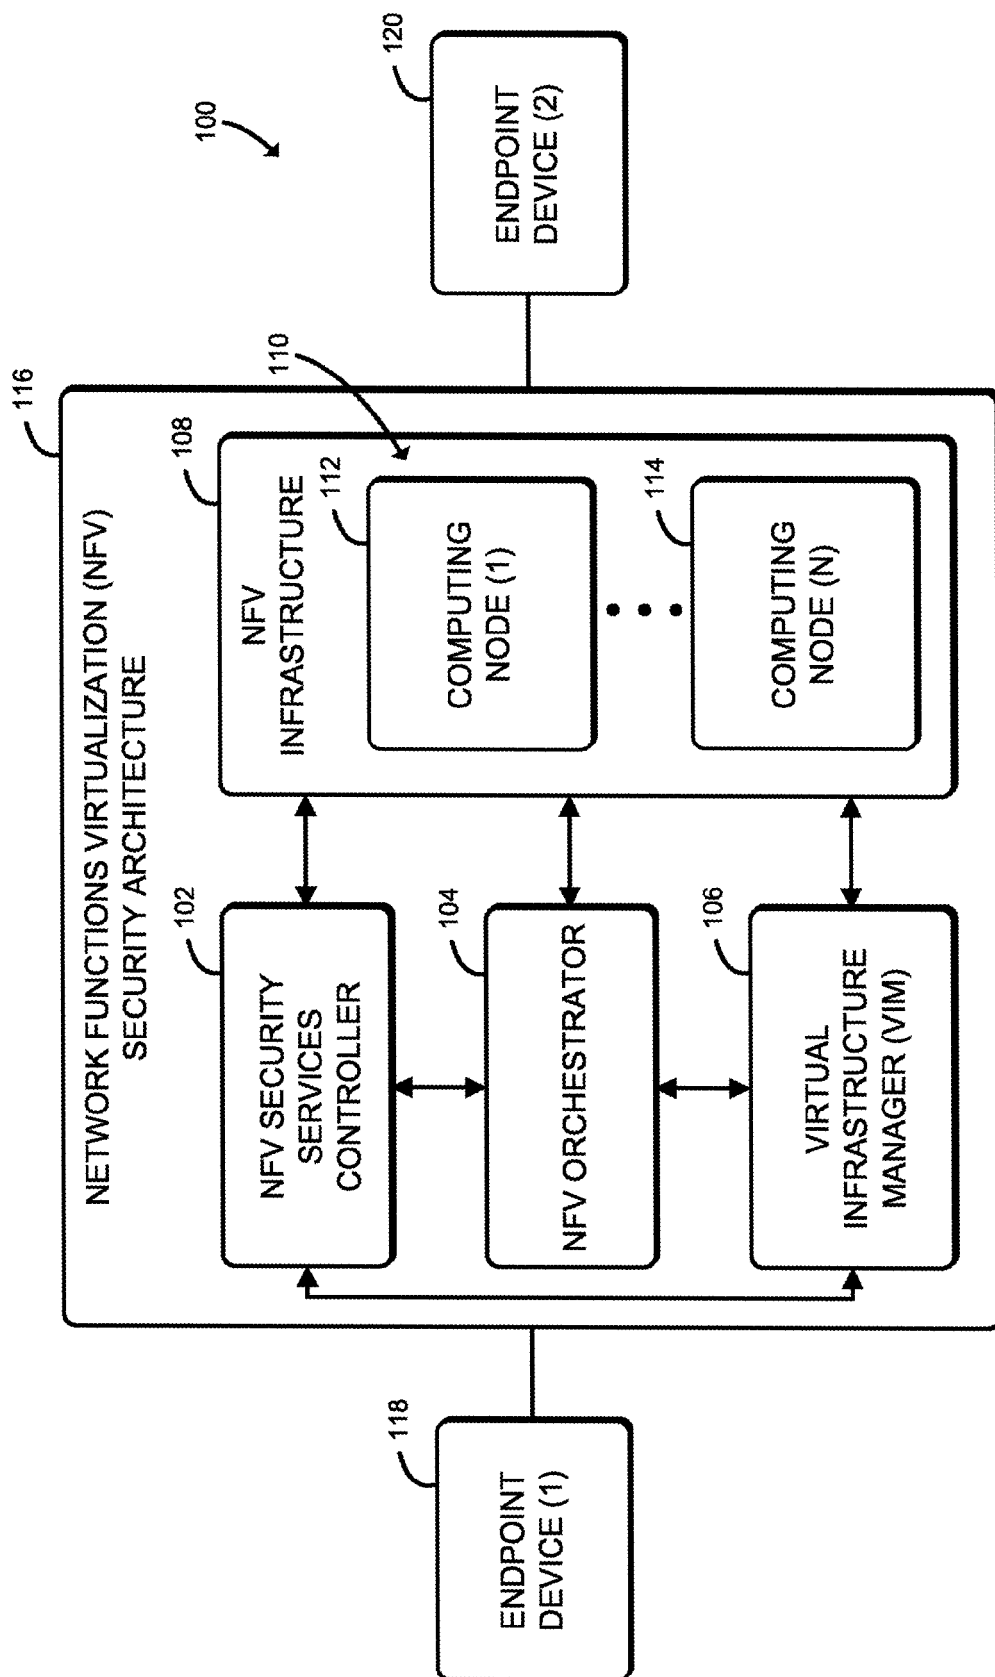 100
116
NETWORK FUNCTIONS VIRTUALIZATION (NFV)
SECURITY ARCHITECTURE
102
NFV SECURITY
SERVICES
CONTROLLER
108
NFV
INFRASTRUCTURE
110
112
COMPUTING
NODE (1)
104
NFV ORCHESTRATOR
114
COMPUTING
NODE (N)
106
VIRTUAL
INFRASTRUCTURE
MANAGER (VIM)
118
ENDPOINT
DEVICE (1)
120
ENDPOINT
DEVICE (2)